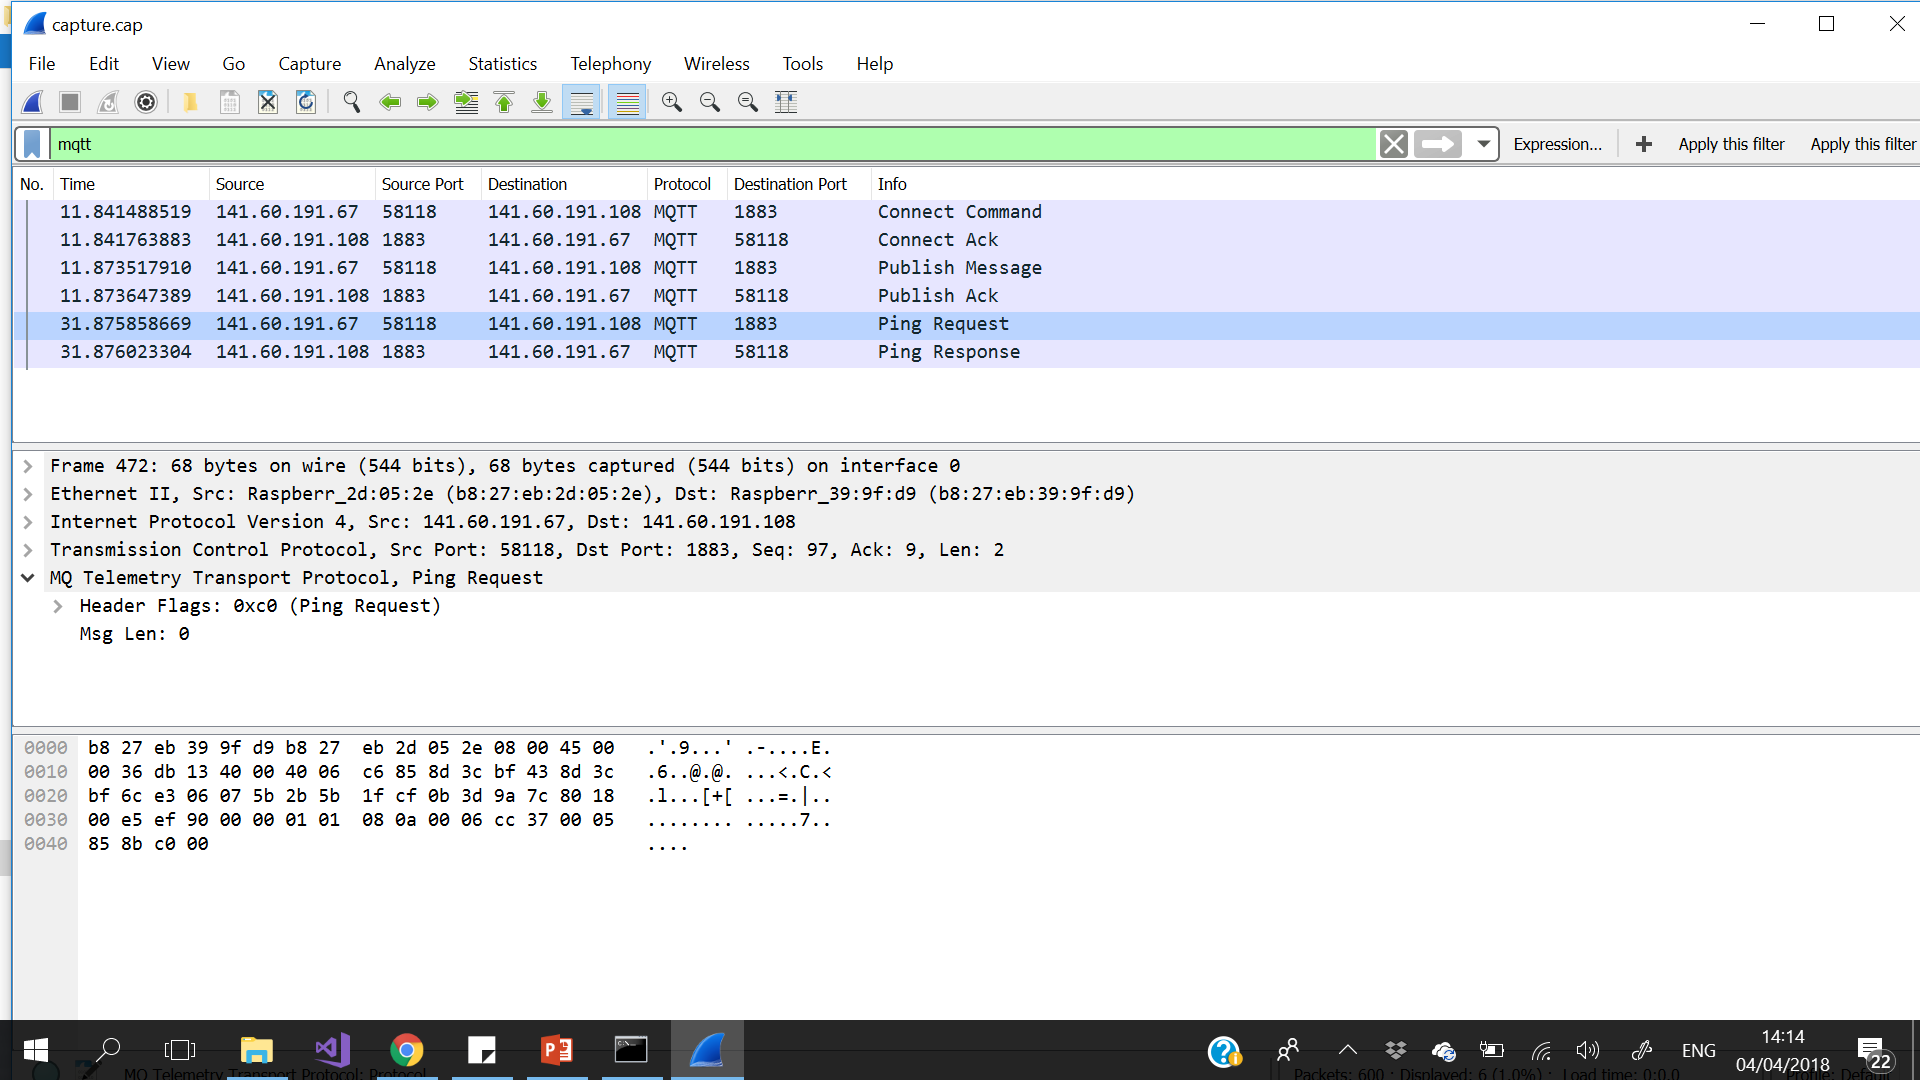 capture.cap
File Edit View Go Capture Analyze Statistics Telephony Wireless Tools Help
mqtt Expression... + Apply this filter Apply this filter
No. Time Source Source Port Destination Protocol Destination Port Info
11.841488519 141.60.191.67 58118 141.60.191.108 MQTT 1883 Connect Command
11.841763883 141.60.191.108 1883 141.60.191.67 MQTT 58118 Connect Ack
11.873517910 141.60.191.67 58118 141.60.191.108 MQTT 1883 Publish Message
11.873647389 141.60.191.108 1883 141.60.191.67 MQTT 58118 Publish Ack
31.875858669 141.60.191.67 58118 141.60.191.108 MQTT 1883 Ping Request
31.876023304 141.60.191.108 1883 141.60.191.67 MQTT 58118 Ping Response
Frame 472: 68 bytes on wire (544 bits), 68 bytes captured (544 bits) on interface 0
Ethernet II, Src: Raspberr_2d:05:2e (b8:27:eb:2d:05:2e), Dst: Raspberr_39:9f:d9 (b8:27:eb:39:9f:d9)
Internet Protocol Version 4, Src: 141.60.191.67, Dst: 141.60.191.108
Transmission Control Protocol, Src Port: 58118, Dst Port: 1883, Seq: 97, Ack: 9, Len: 2
MQ Telemetry Transport Protocol, Ping Request
Header Flags: 0xc0 (Ping Request)
Msg Len: 0
0000 b8 27 eb 39 9f d9 b8 27 eb 2d 05 2e 08 00 45 00 .'.9...' .-....E.
0010 00 36 db 13 40 00 40 06 c6 85 8d 3c bf 43 8d 3c .6..@.@. ...<.C.<
0020 bf 6c e3 06 07 5b 2b 5b 1f cf 0b 3d 9a 7c 80 18 .l...[+[ ...=.|..
0030 00 e5 ef 90 00 00 01 01 08 0a 00 06 cc 37 00 05 ........ .....7..
0040 85 8b c0 00 ....
14:14
ENG
04/04/2018 22
MQ Telemetry Transport Protocol: Protocol Packets: 600 · Displayed: 6 (1.0%) · Load time: 0:0.0 Profile: Default